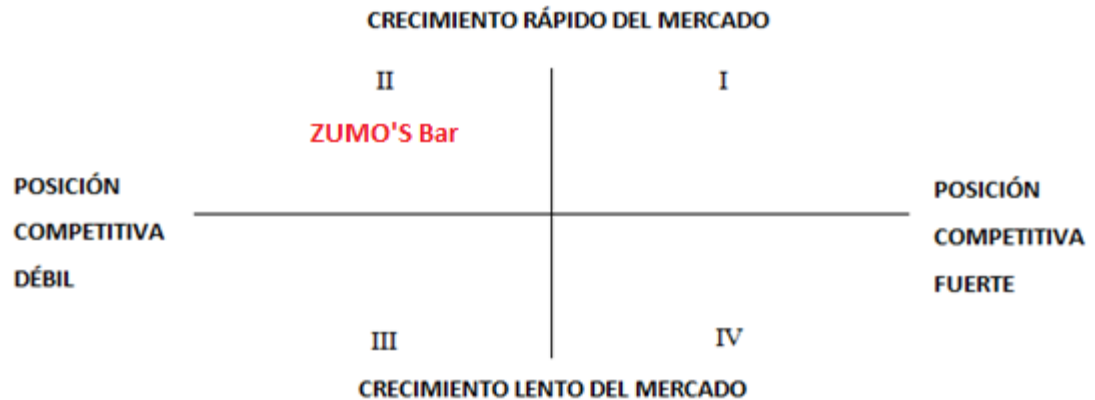 CRECIMIENTO RÁPIDO DEL MERCADO
II
I
ZUMO'S Bar
POSICIÓN
COMPETITIVA
DÉBIL
POSICIÓN
COMPETITIVA
FUERTE
III
IV
CRECIMIENTO LENTO DEL MERCADO